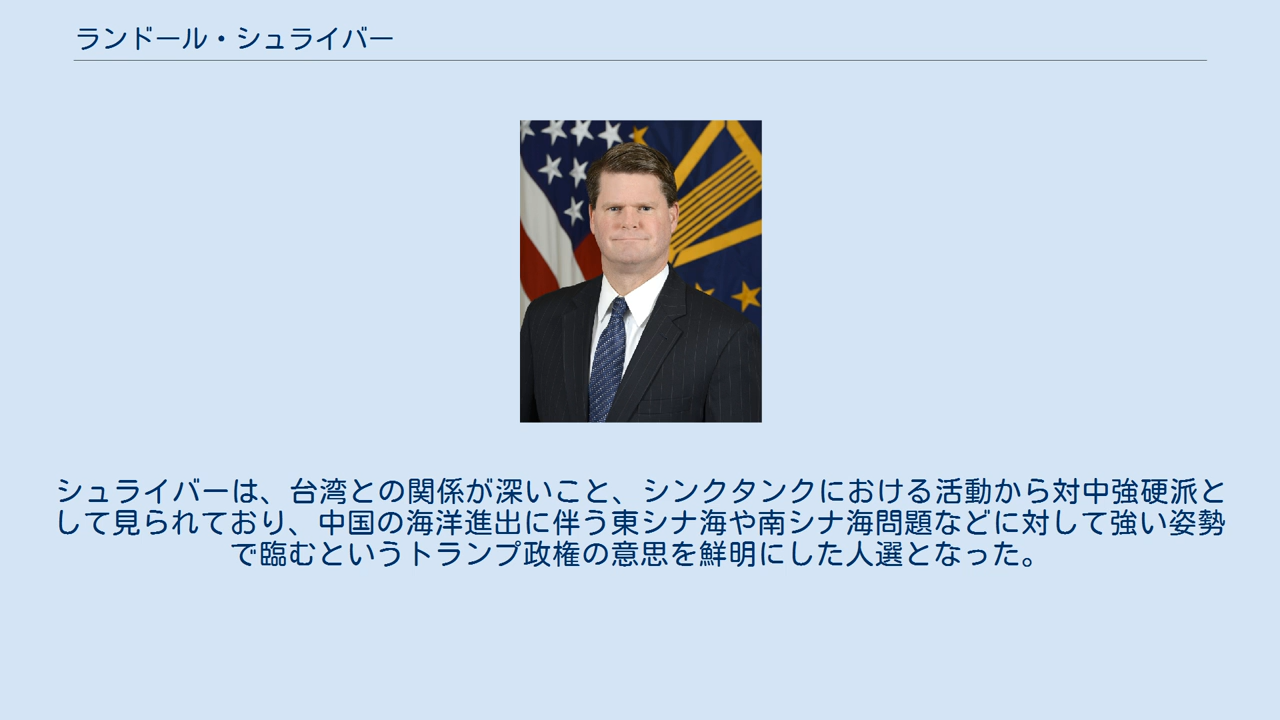 ランドール・シュライバー
シュライバーは、台湾との関係が深いこと、シンクタンクにおける活動から対中強硬派と
して見られており、中国の海洋進出に伴う東シナ海や南シナ海問題などに対して強い姿勢
で臨むというトランプ政権の意思を鮮明にした人選となった。